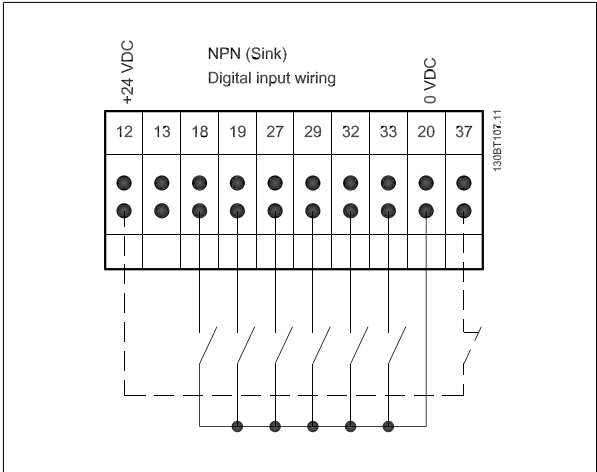 NPN (Sink)
Digital input wiring
+24 VDC
0 VDC
12 13 18 19 27 29 32 33 20 37
130BT107.11